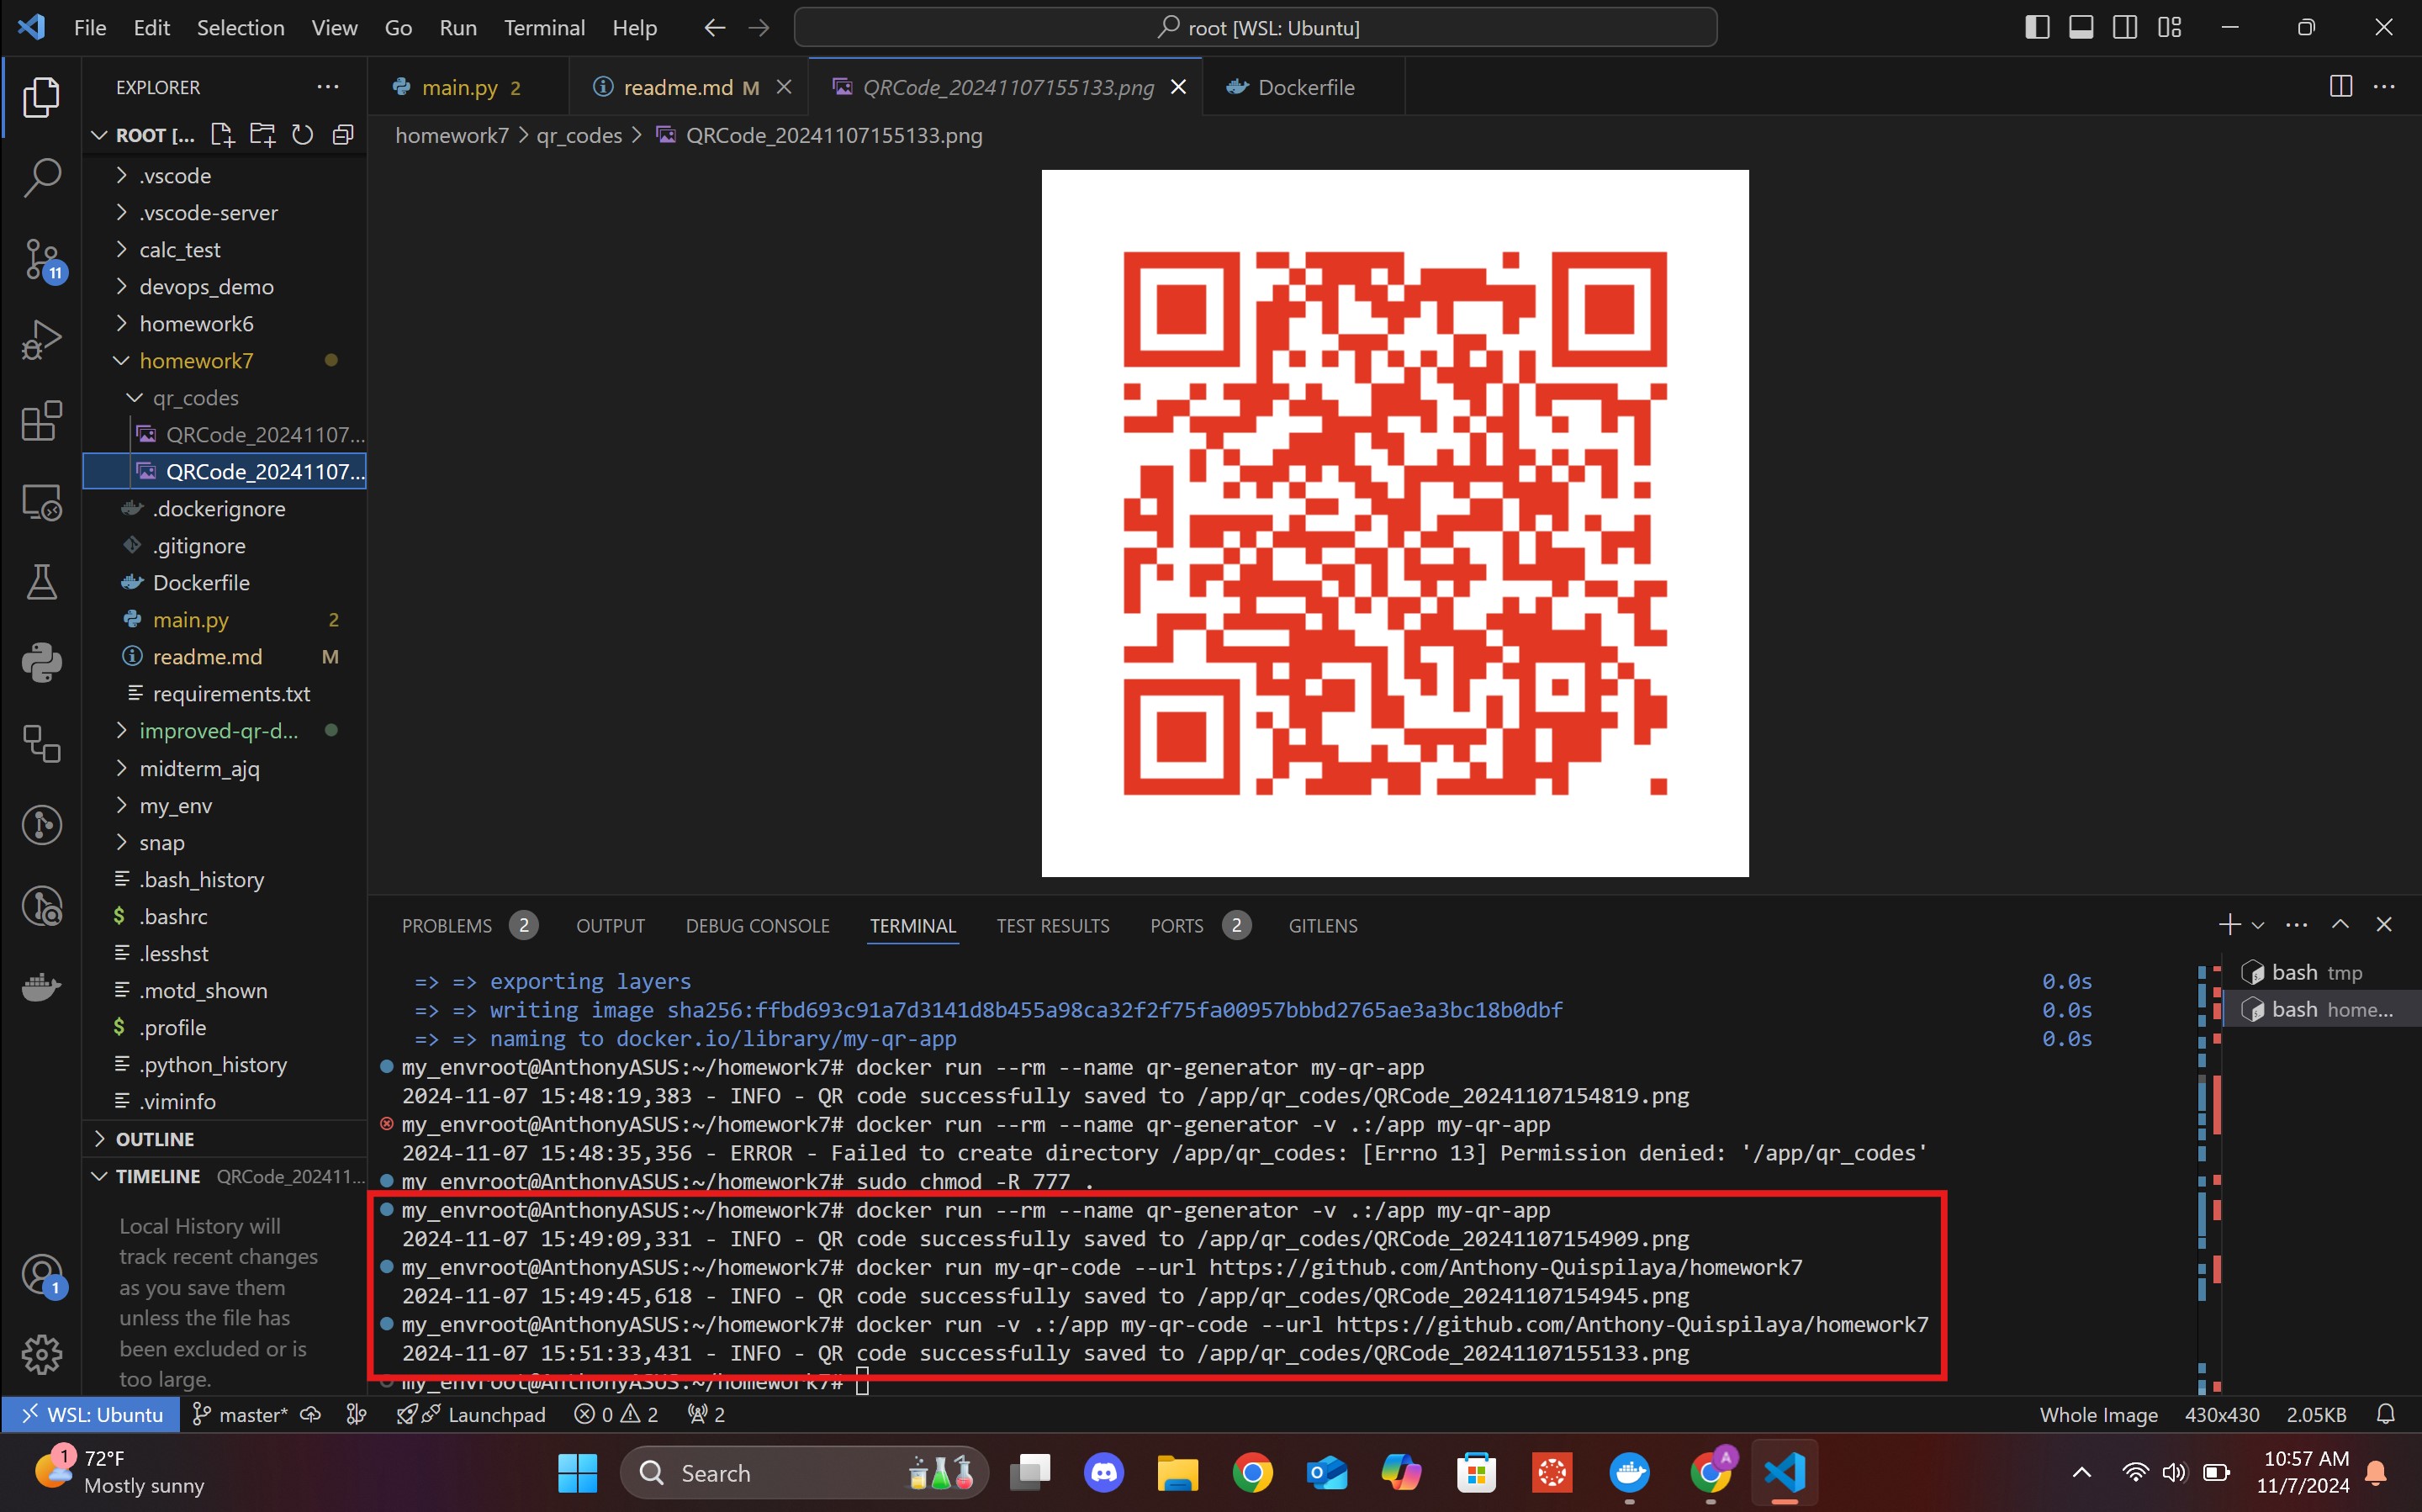 File Edit Selection View Go Run Terminal Help
root [WSL: Ubuntu]
EXPLORER
ROOT [...
.vscode
.vscode-server
calc_test
devops_demo
homework6
homework7
qr_codes
QRCode_20241107...
QRCode_20241107...
.dockerignore
.gitignore
Dockerfile
main.py 2
readme.md M
requirements.txt
improved-qr-d...
midterm_ajq
my_env
snap
.bash_history
.bashrc
.lesshst
.motd_shown
.profile
.python_history
.viminfo
OUTLINE
TIMELINE QRCode_202411...
Local History will
track recent changes
as you save them
unless the file has
been excluded or is
too large.
11
1
main.py 2
readme.md M
QRCode_20241107155133.png
Dockerfile
homework7 > qr_codes > QRCode_20241107155133.png
PROBLEMS 2 OUTPUT DEBUG CONSOLE TERMINAL TEST RESULTS PORTS 2 GITLENS
=> => exporting layers 0.0s
=> => writing image sha256:ffbd693c91a7d3141d8b455a98ca32f2f75fa00957bbbd2765ae3a3bc18b0dbf 0.0s
=> => naming to docker.io/library/my-qr-app 0.0s
my_envroot@AnthonyASUS:~/homework7# docker run --rm --name qr-generator my-qr-app
2024-11-07 15:48:19,383 - INFO - QR code successfully saved to /app/qr_codes/QRCode_20241107154819.png
my_envroot@AnthonyASUS:~/homework7# docker run --rm --name qr-generator -v .:/app my-qr-app
2024-11-07 15:48:35,356 - ERROR - Failed to create directory /app/qr_codes: [Errno 13] Permission denied: '/app/qr_codes'
my_envroot@AnthonyASUS:~/homework7# sudo chmod -R 777 .
my_envroot@AnthonyASUS:~/homework7# docker run --rm --name qr-generator -v .:/app my-qr-app
2024-11-07 15:49:09,331 - INFO - QR code successfully saved to /app/qr_codes/QRCode_20241107154909.png
my_envroot@AnthonyASUS:~/homework7# docker run my-qr-code --url https://github.com/Anthony-Quispilaya/homework7
2024-11-07 15:49:45,618 - INFO - QR code successfully saved to /app/qr_codes/QRCode_20241107154945.png
my_envroot@AnthonyASUS:~/homework7# docker run -v .:/app my-qr-code --url https://github.com/Anthony-Quispilaya/homework7
2024-11-07 15:51:33,431 - INFO - QR code successfully saved to /app/qr_codes/QRCode_20241107155133.png
my_envroot@AnthonyASUS:~/homework7#
bash tmp
bash home...
WSL: Ubuntu master* Launchpad 0 2 2 Whole Image 430x430 2.05KB
1
72°F
Mostly sunny
Search
A
10:57 AM
11/7/2024